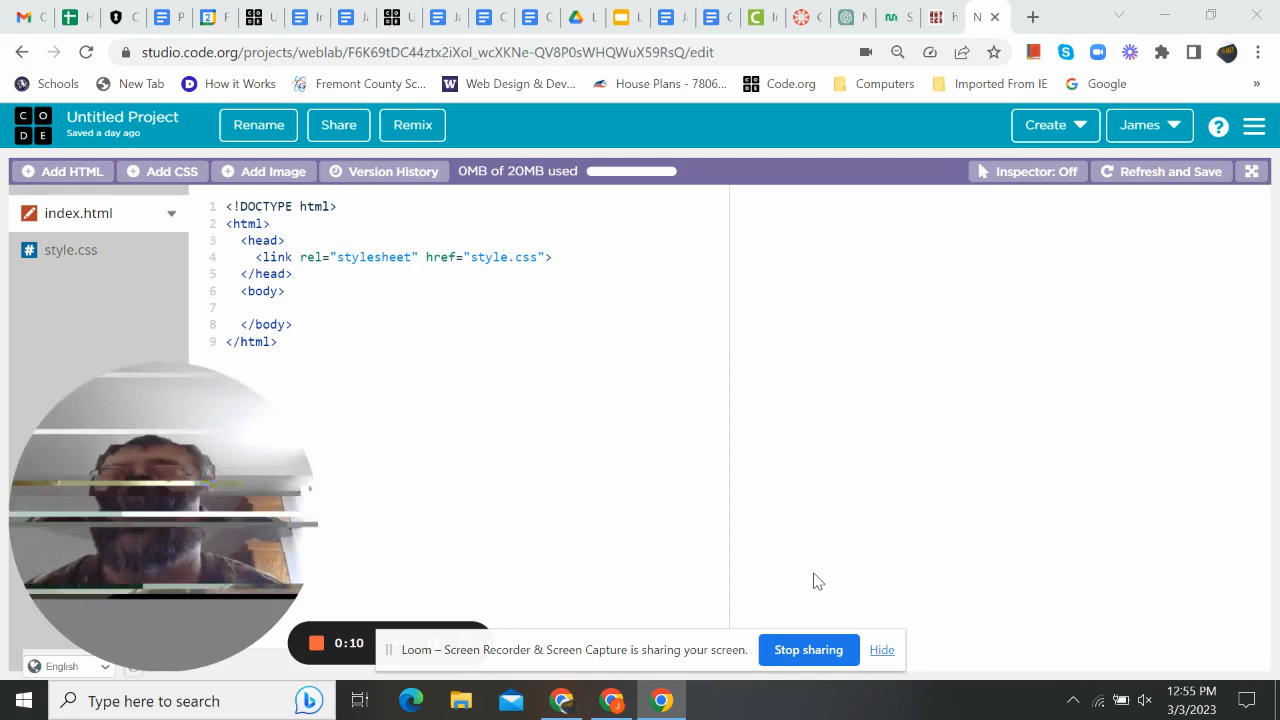 studio.code.org/projects/weblab/F6K69tDC44ztx2iXol_wcXKNe-QV8P0sWHQWuX59RsQ/edit
Schools New Tab How it Works Fremont County Sc... Web Design & Dev... House Plans - 7806... Code.org Computers Imported From IE Google »
CO
DE
Untitled Project
Saved a day ago
Rename Share Remix Create James ?
Add HTML Add CSS Add Image Version History 0MB of 20MB used Inspector: Off Refresh and Save
index.html
# style.css
1 <!DOCTYPE html>
2 <html>
3 <head>
4 <link rel="stylesheet" href="style.css">
5 </head>
6 <body>
7
8 </body>
9 </html>
0:10
Loom – Screen Recorder & Screen Capture is sharing your screen. Stop sharing Hide
English
Type here to search
12:55 PM
3/3/2023